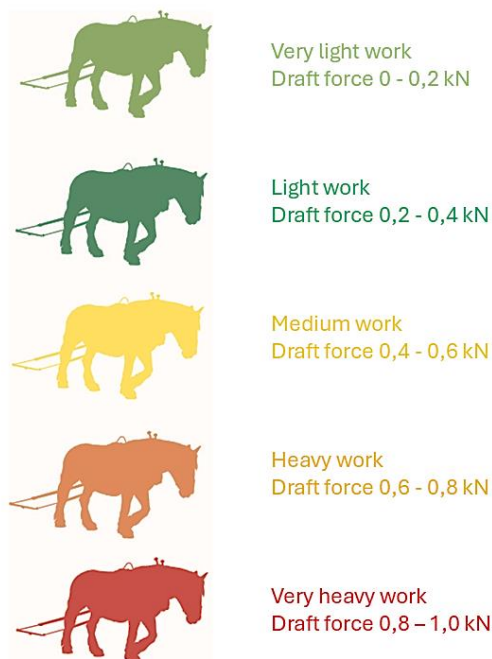 Very light work
Draft force 0 - 0,2 kN
Light work
Draft force 0,2 - 0,4 kN
Medium work
Draft force 0,4 - 0,6 kN
Heavy work
Draft force 0,6 - 0,8 kN
Very heavy work
Draft force 0,8 – 1,0 kN